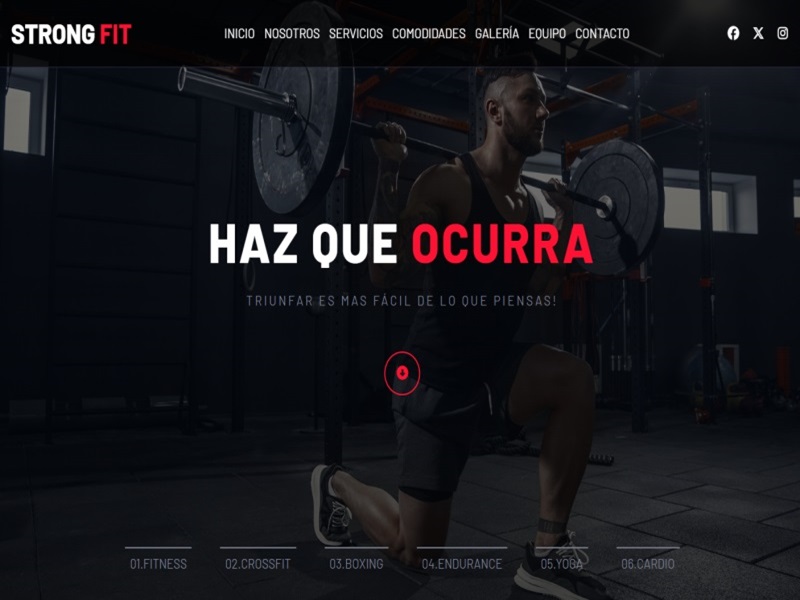 STRONG FIT
INICIO NOSOTROS SERVICIOS COMODIDADES GALERÍA EQUIPO CONTACTO
HAZ QUE OCURRA
TRIUNFAR ES MAS FÁCIL DE LO QUE PIENSAS!
01.FITNESS 02.CROSSFIT 03.BOXING 04.ENDURANCE 05.YOGA 06.CARDIO